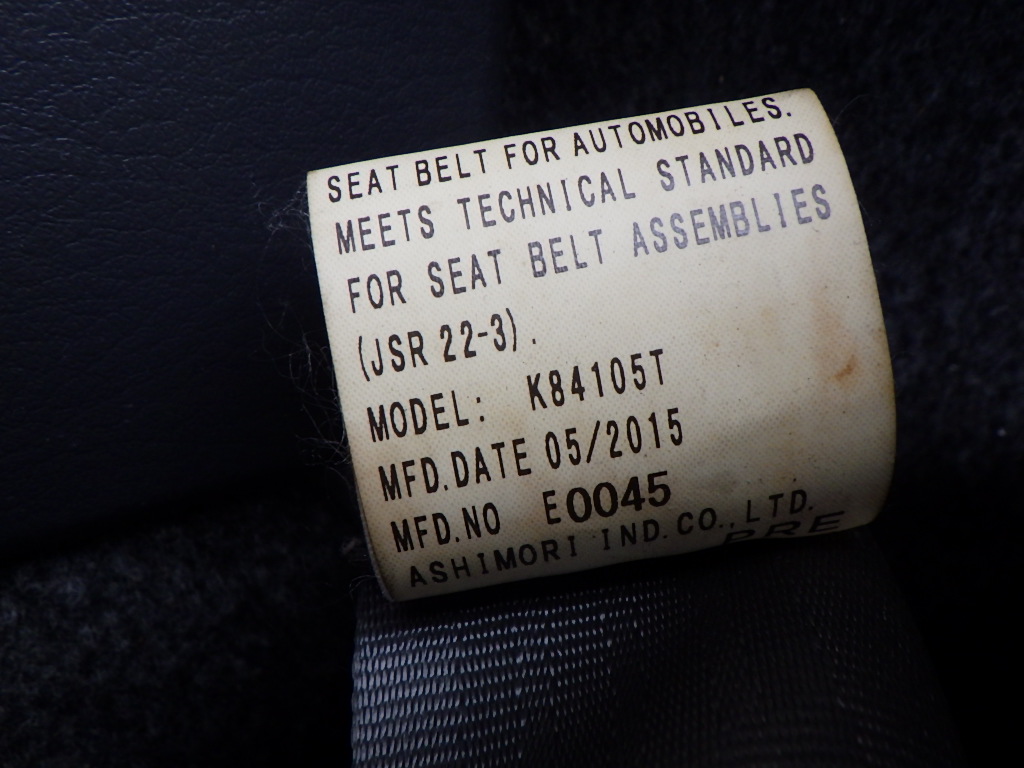 SEAT BELT FOR AUTOMOBILES.
MEETS TECHNICAL STANDARD
FOR SEAT BELT ASSEMBLIES
(JSR 22-3).
MODEL: K84105T
MFD.DATE 05/2015
MFD.NO E0045
ASHIMORI IND.CO.,LTD.
PRE